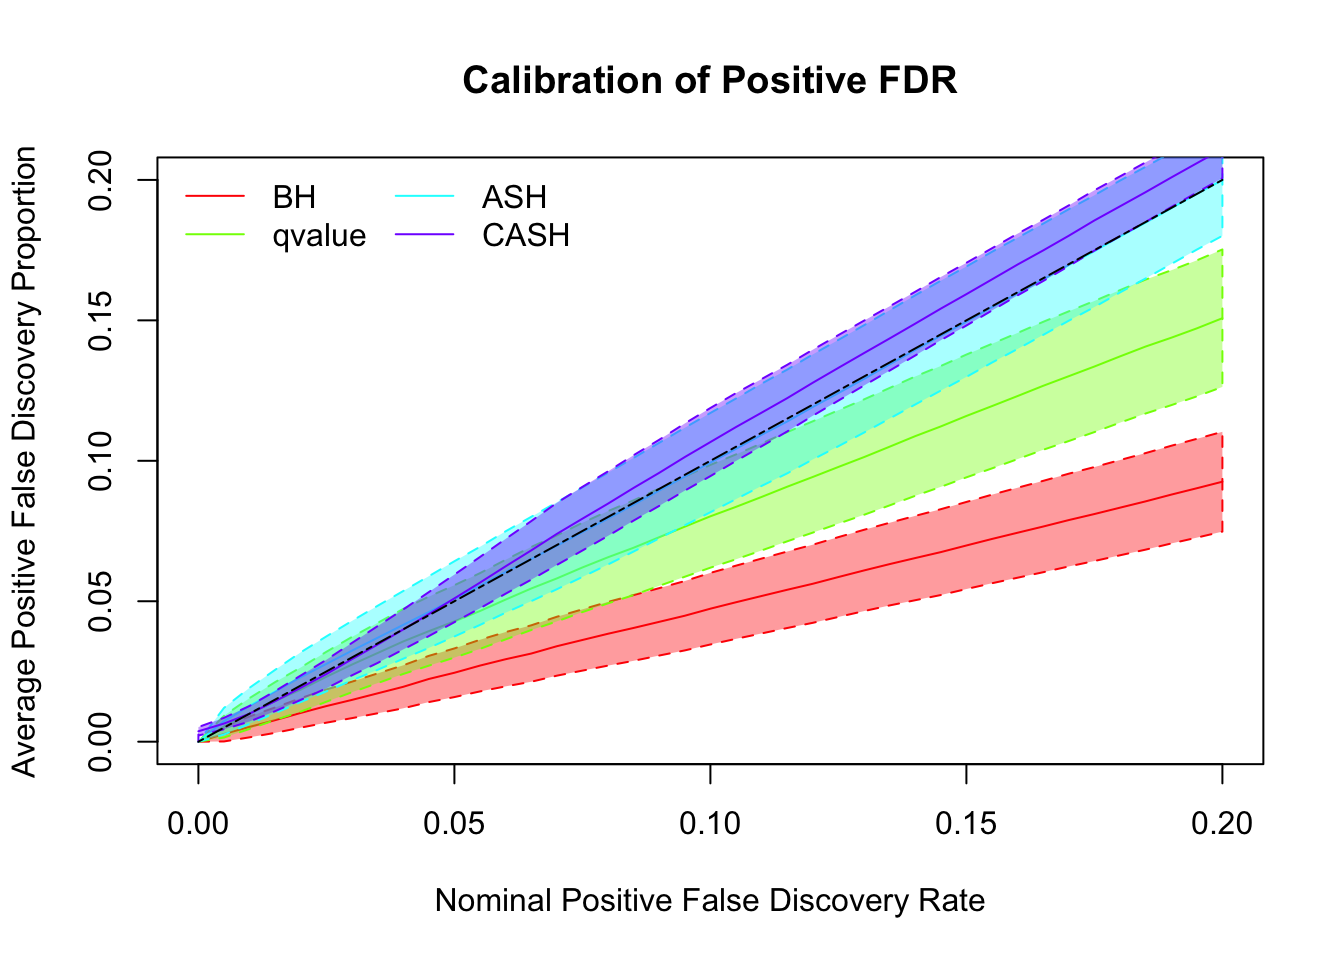 Calibration of Positive FDR
Average Positive False Discovery Proportion
0.20
0.15
0.10
0.05
0.00
BH
qvalue
ASH
CASH
0.00 0.05 0.10 0.15 0.20
Nominal Positive False Discovery Rate